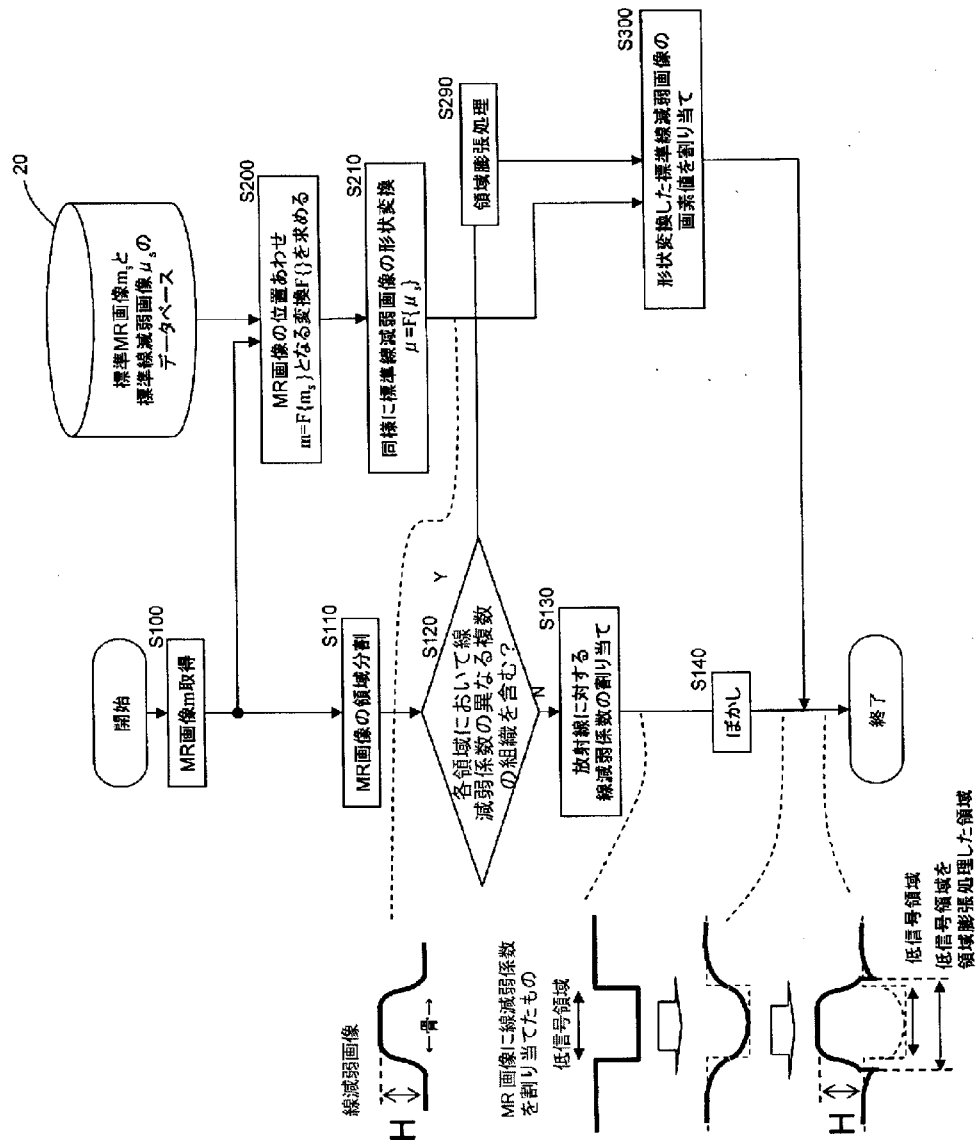 20
標準MR画像msと
標準線減弱画像μsの
データベース
開始
S100
MR画像m取得
S200
MR画像の位置あわせ
m=F{ms}となる変換F{}を求める
S210
同様に標準線減弱画像の形状変換
μ=F{μs}
S110
MR画像の領域分割
S120
各領域において線
減弱係数の異なる複数
の組織を含む?
Y
N
S290
領域膨張処理
S130
放射線に対する
線減弱係数の割り当て
S140
ぼかし
S300
形状変換した標準線減弱画像の
画素値を割り当て
終了
線減弱画像
H
骨
MR画像に線減弱係数
を割り当てたもの
低信号領域
H
低信号領域
低信号領域を
領域膨張処理した領域